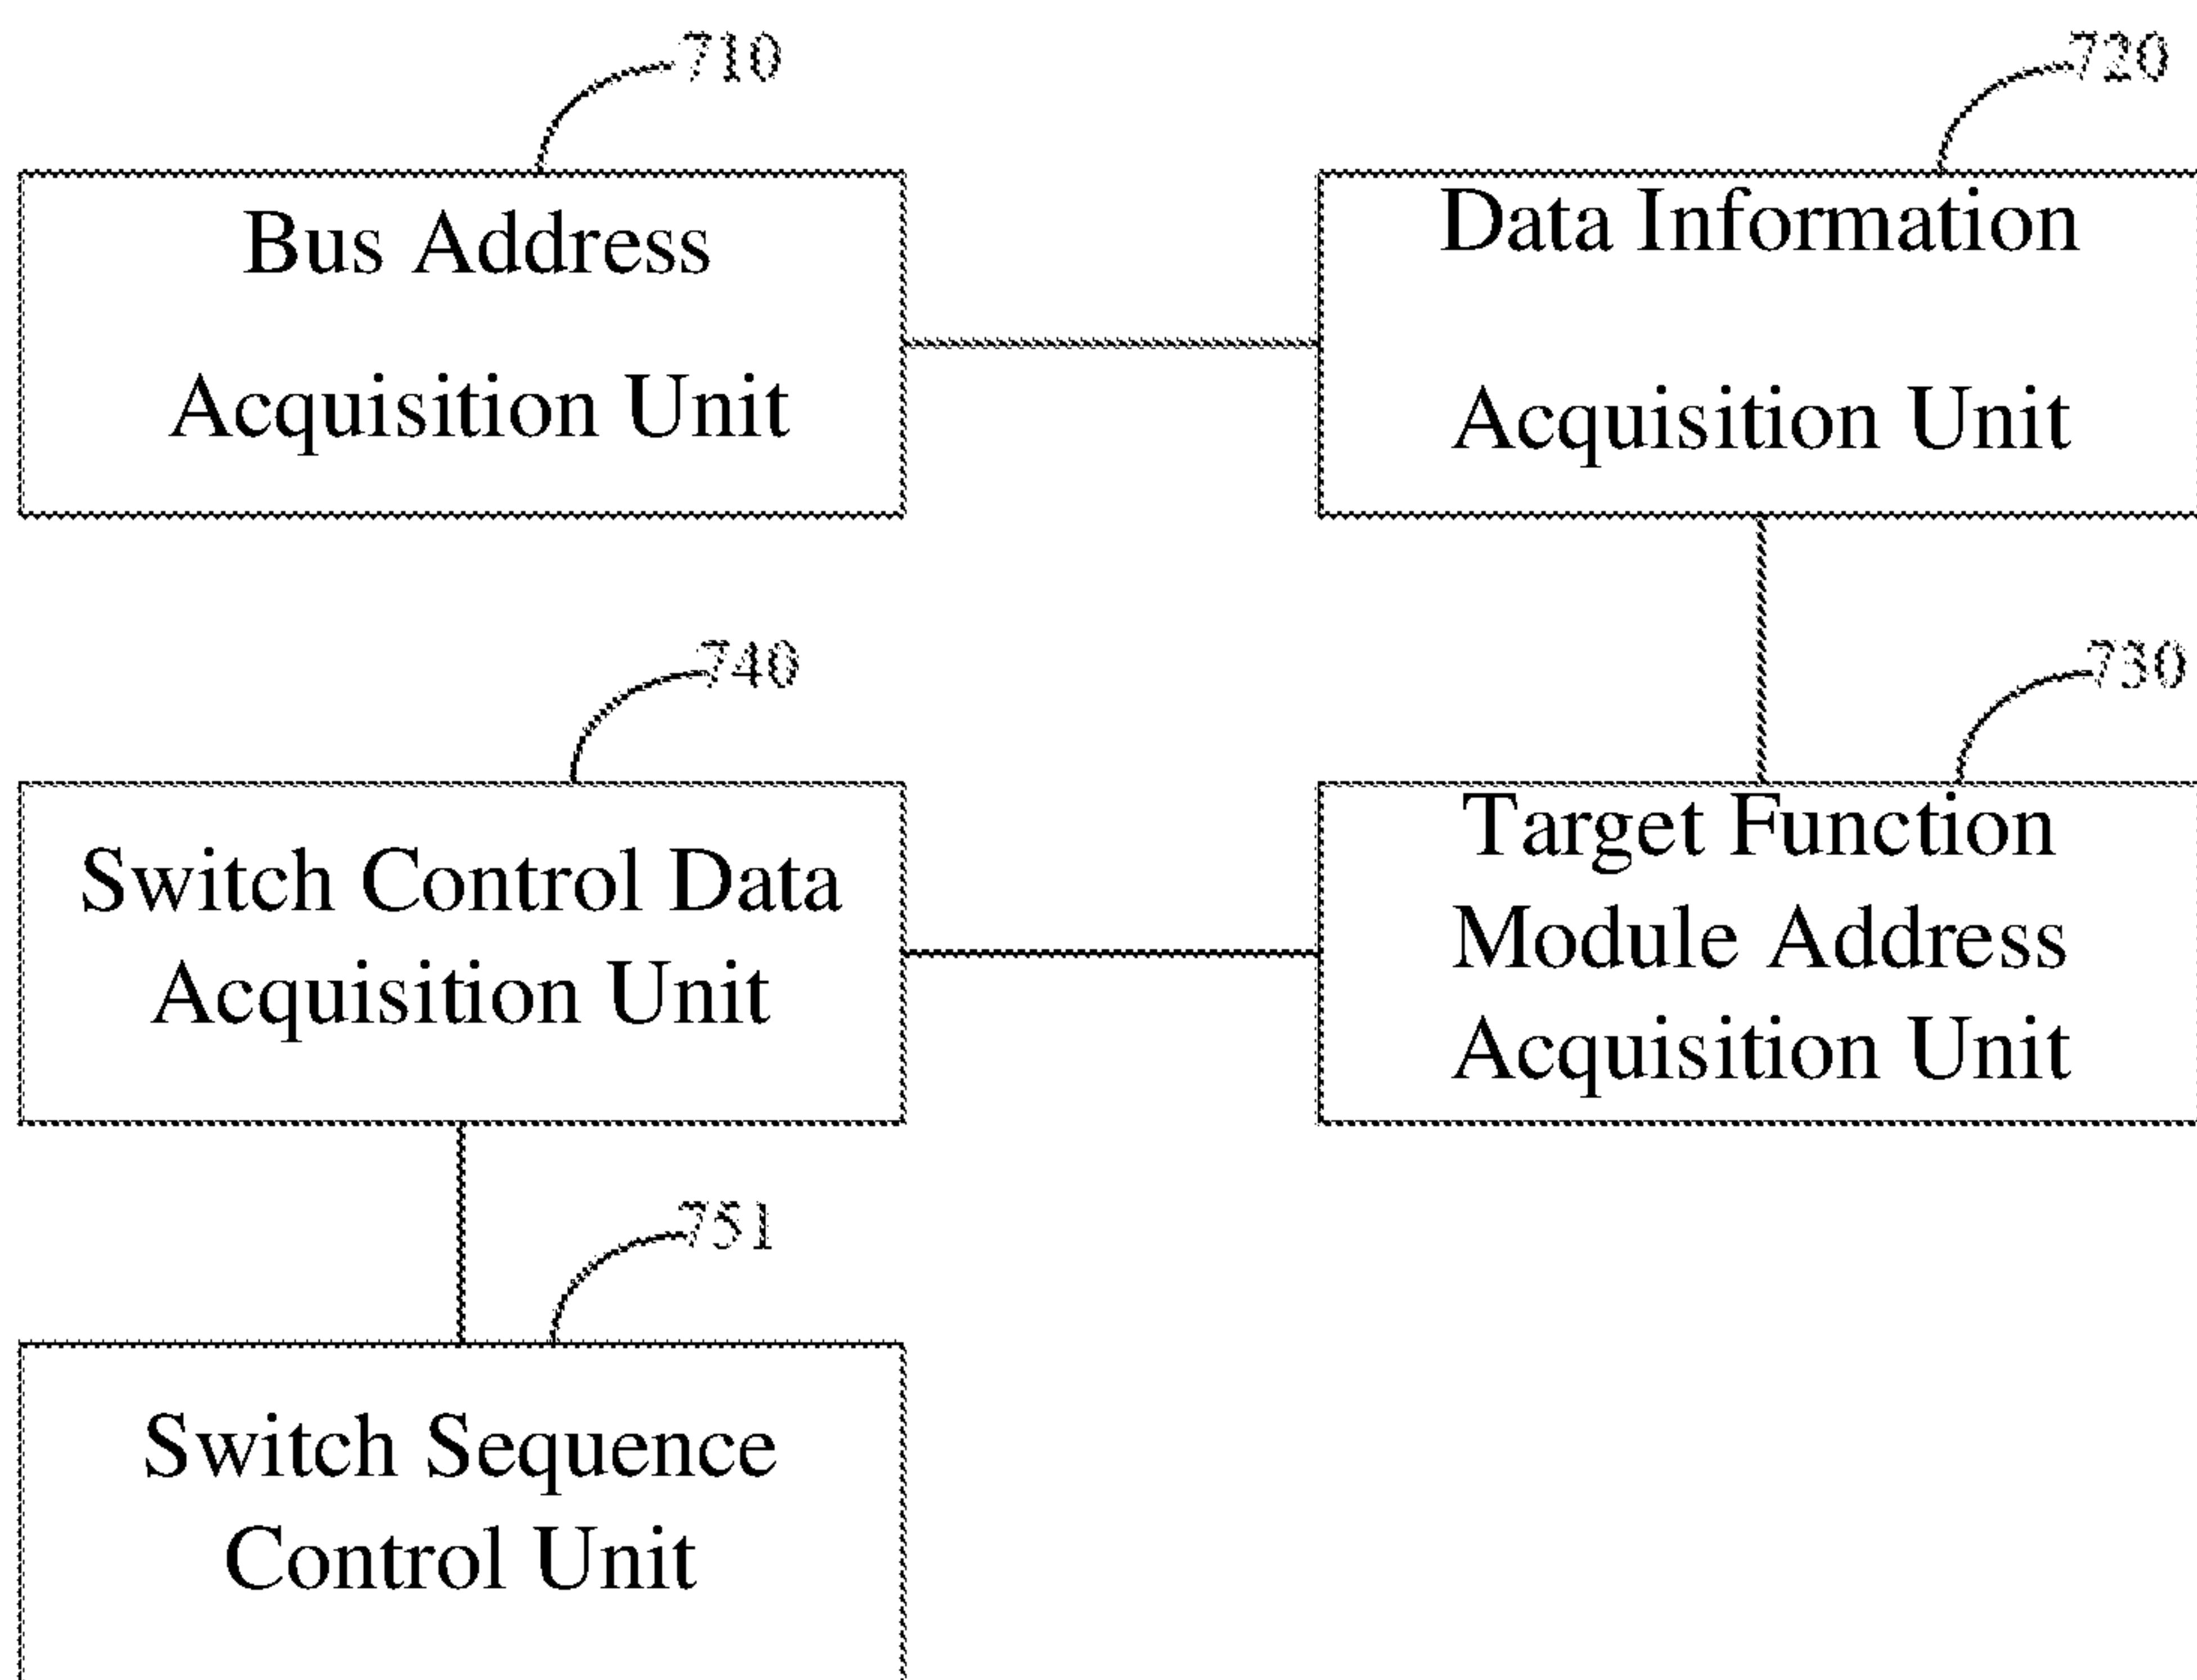 710
720
Bus Address
Acquisition Unit
Data Information
Acquisition Unit
740
730
Switch Control Data
Acquisition Unit
Target Function
Module Address
Acquisition Unit
751
Switch Sequence
Control Unit